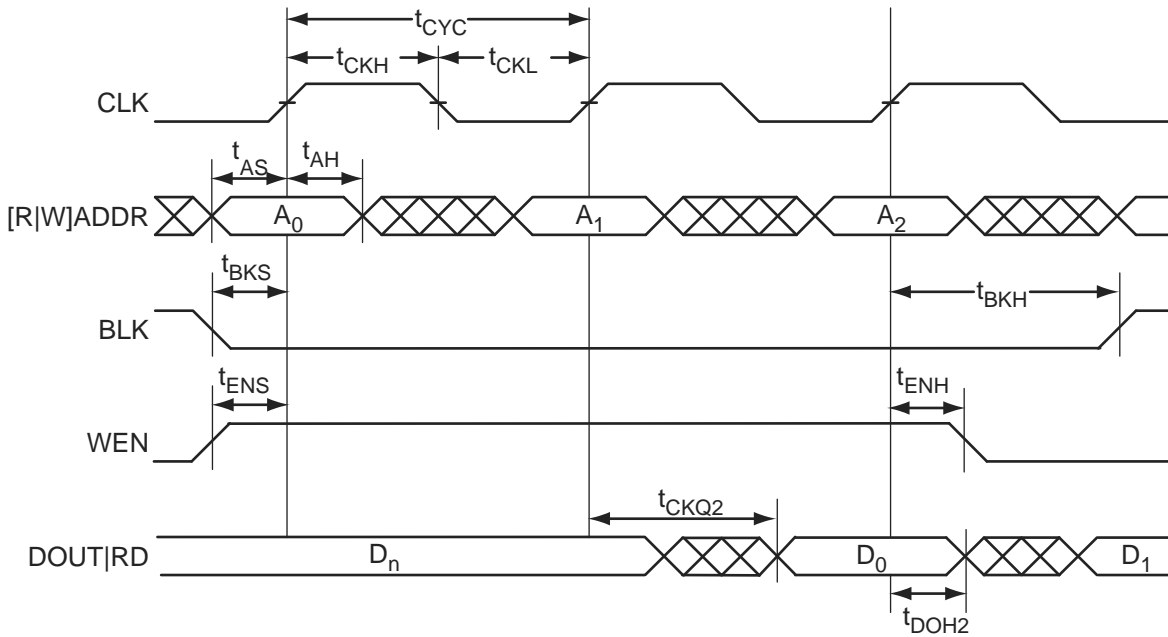 tCYC
tCKH tCKL
CLK
tAS tAH
[R|W]ADDR A0 A1 A2
tBKS tBKH
BLK
tENS tENH
WEN
tCKQ2
DOUT|RD Dn D0 D1
tDOH2